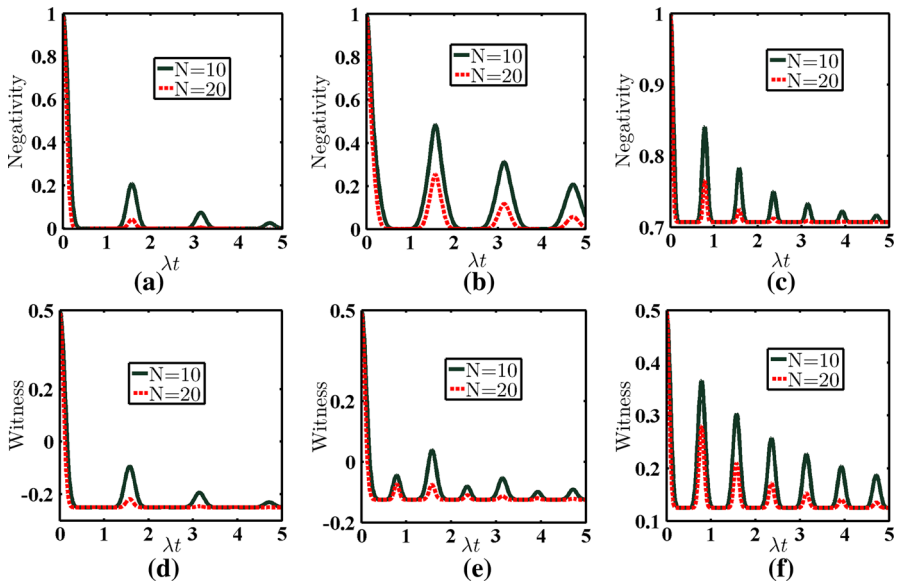 1
0.8
0.6
0.4
0.2
0
Negativity
N=10
N=20
0 1 2 3 4 5
λt
(a)
1
0.8
0.6
0.4
0.2
0
Negativity
N=10
N=20
0 1 2 3 4 5
λt
(b)
1
0.9
0.8
0.7
Negativity
N=10
N=20
0 1 2 3 4 5
λt
(c)
0.5
0.2
0
-0.2
Witness
N=10
N=20
0 1 2 3 4 5
λt
(d)
0.5
0.2
0
-0.2
Witness
N=10
N=20
0 1 2 3 4 5
λt
(e)
0.5
0.4
0.3
0.2
0.1
Witness
N=10
N=20
0 1 2 3 4 5
λt
(f)